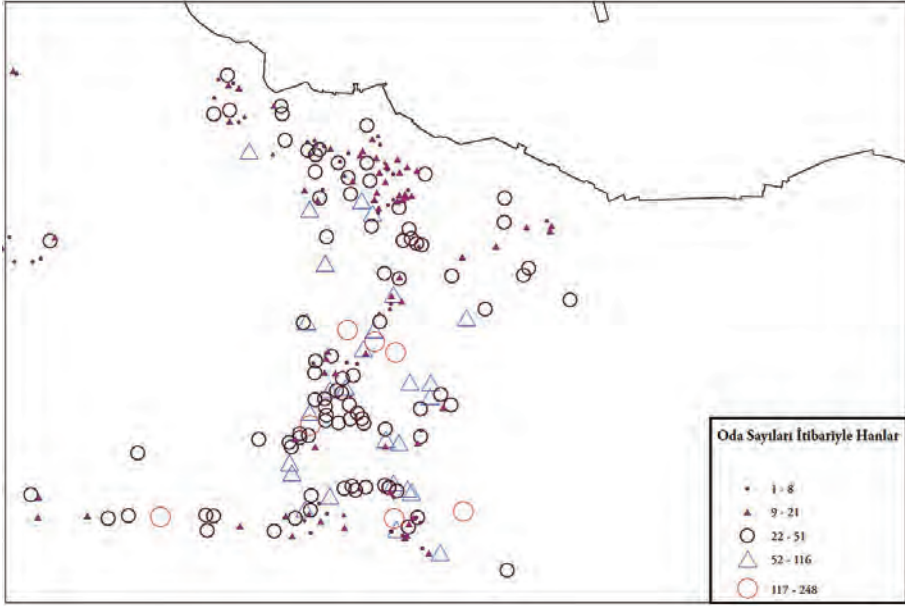 Oda Sayıları İtibariyle Hanlar
1 - 8
9 - 21
22 - 51
52 - 116
117 - 248